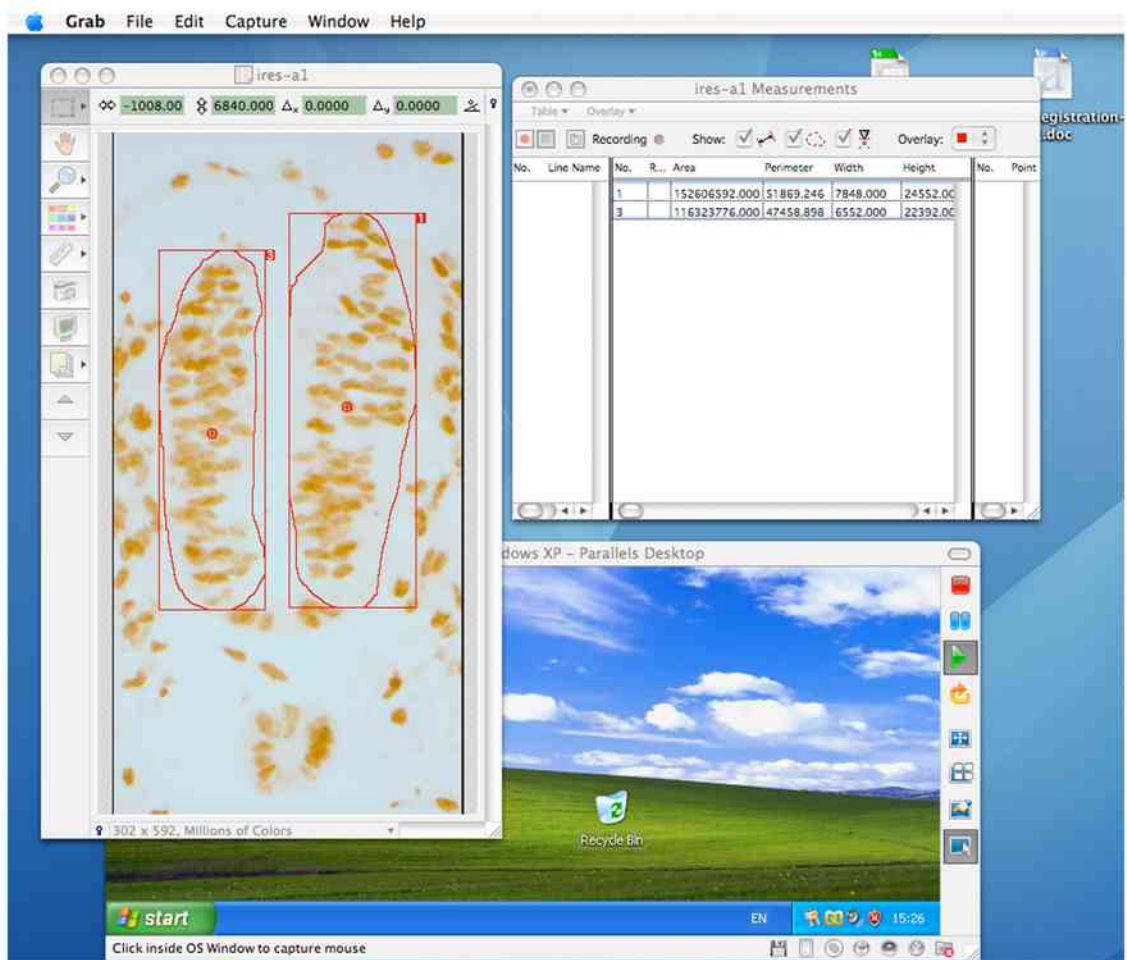 Grab File Edit Capture Window Help
ires-a1
-1008.00 6840.000 Δx 0.0000 Δy 0.0000
3
1
302 x 592, Millions of Colors
ires-a1 Measurements
Table Overlay
Recording Show: Overlay:
No. Line Name No. R... Area Perimeter Width Height No. Point
1 152606592.000 51869.246 7848.000 24552.00
3 116323776.000 47458.898 6552.000 22392.00
egistration-
.doc
dows XP - Parallels Desktop
Recycle Bin
start EN 15:26
Click inside OS Window to capture mouse